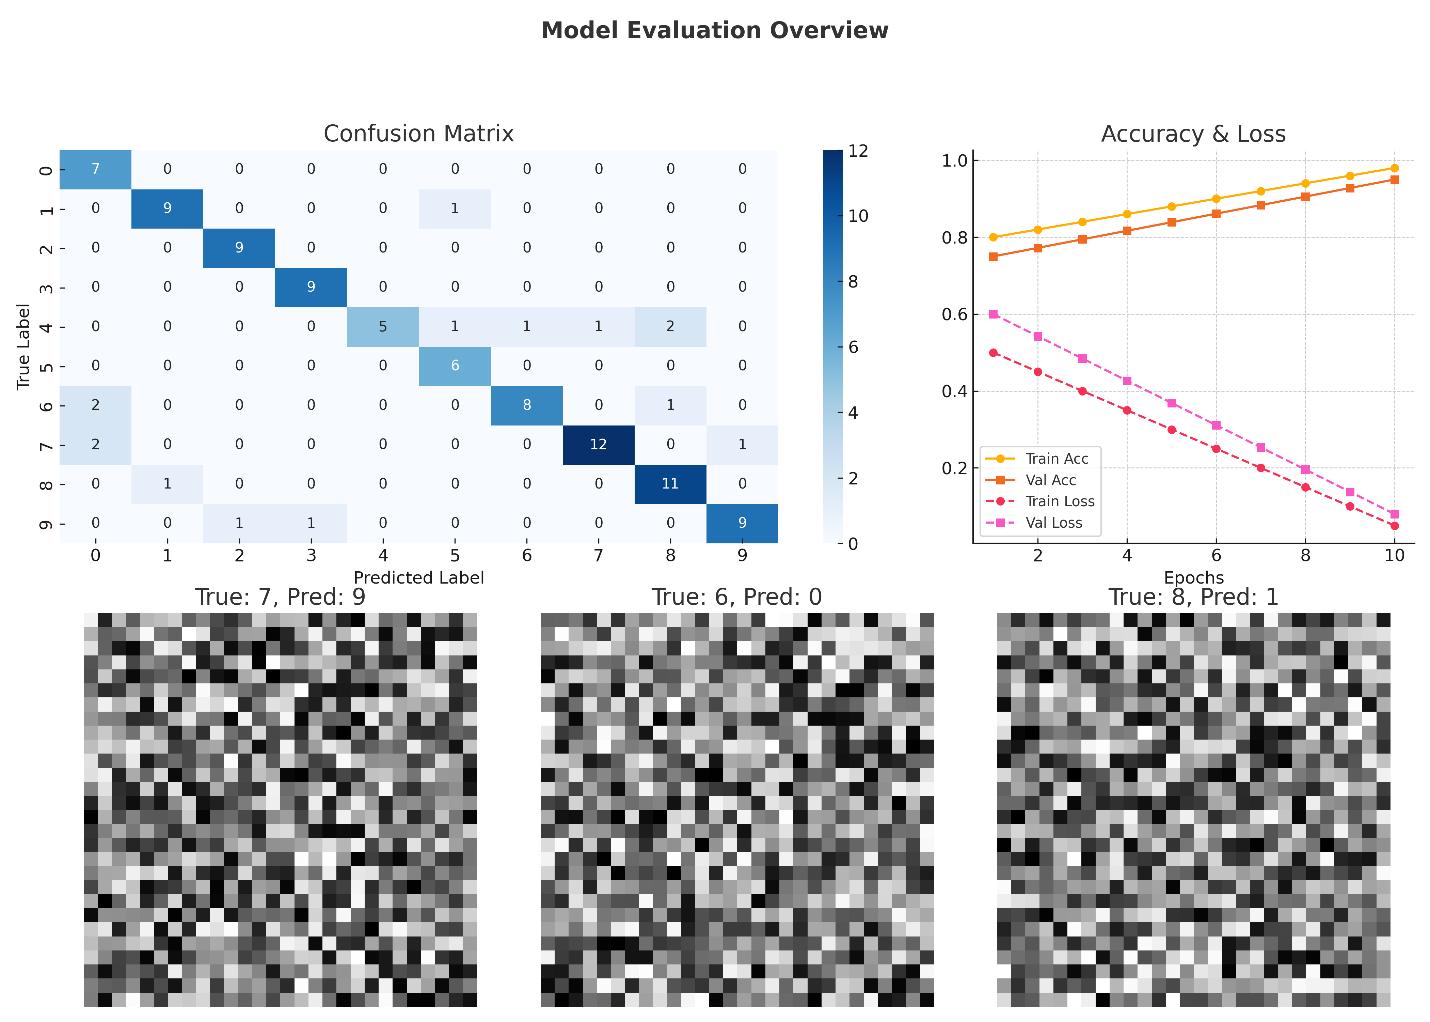 Model Evaluation Overview
Confusion Matrix
True Label
0 7 0 0 0 0 0 0 0 0 0
1 0 9 0 0 0 1 0 0 0 0
2 0 0 9 0 0 0 0 0 0 0
3 0 0 0 9 0 0 0 0 0 0
4 0 0 0 0 5 1 1 1 2 0
5 0 0 0 0 0 6 0 0 0 0
6 2 0 0 0 0 0 8 0 1 0
7 2 0 0 0 0 0 0 12 0 1
8 0 1 0 0 0 0 0 0 11 0
9 0 0 1 1 0 0 0 0 0 9
0 1 2 3 4 5 6 7 8 9
Predicted Label
12
10
8
6
4
2
0
Accuracy & Loss
1.0
0.8
0.6
0.4
0.2
Train Acc
Val Acc
Train Loss
Val Loss
2 4 6 8 10
Epochs
True: 7, Pred: 9
True: 6, Pred: 0
True: 8, Pred: 1